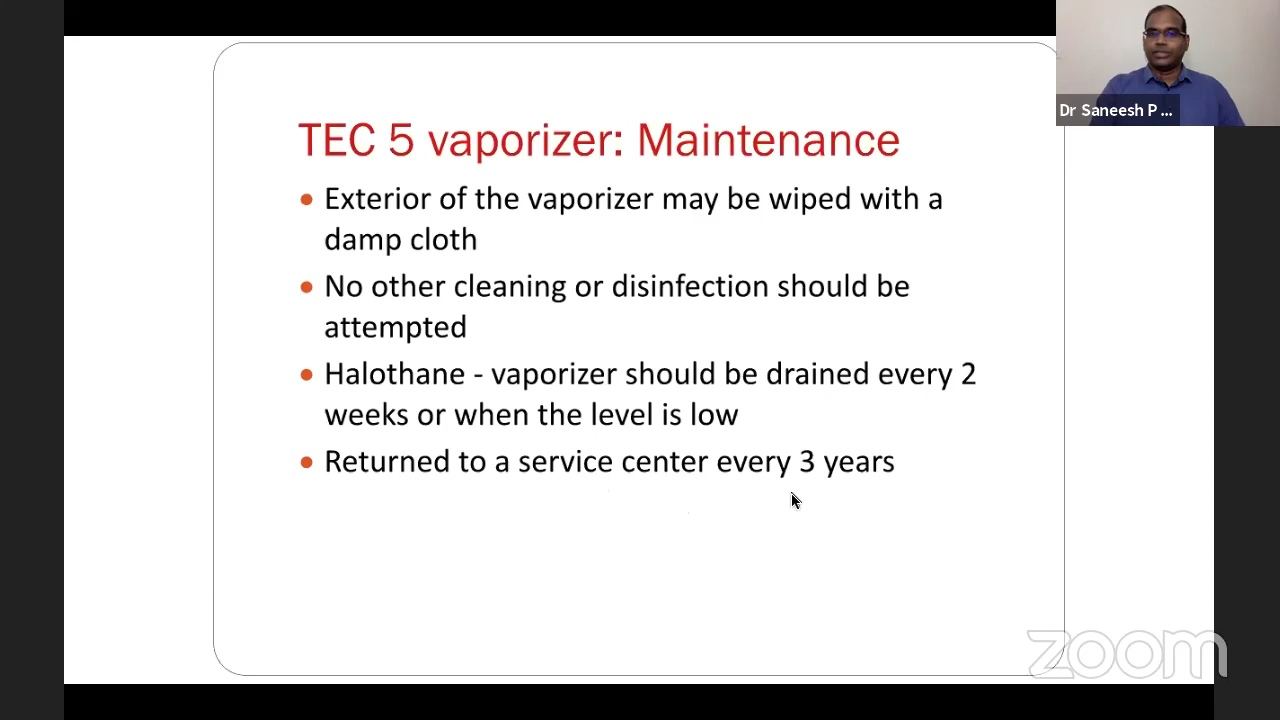 Dr Saneesh P ...
TEC 5 vaporizer: Maintenance
• Exterior of the vaporizer may be wiped with a
damp cloth
• No other cleaning or disinfection should be
attempted
• Halothane - vaporizer should be drained every 2
weeks or when the level is low
• Returned to a service center every 3 years
zoom